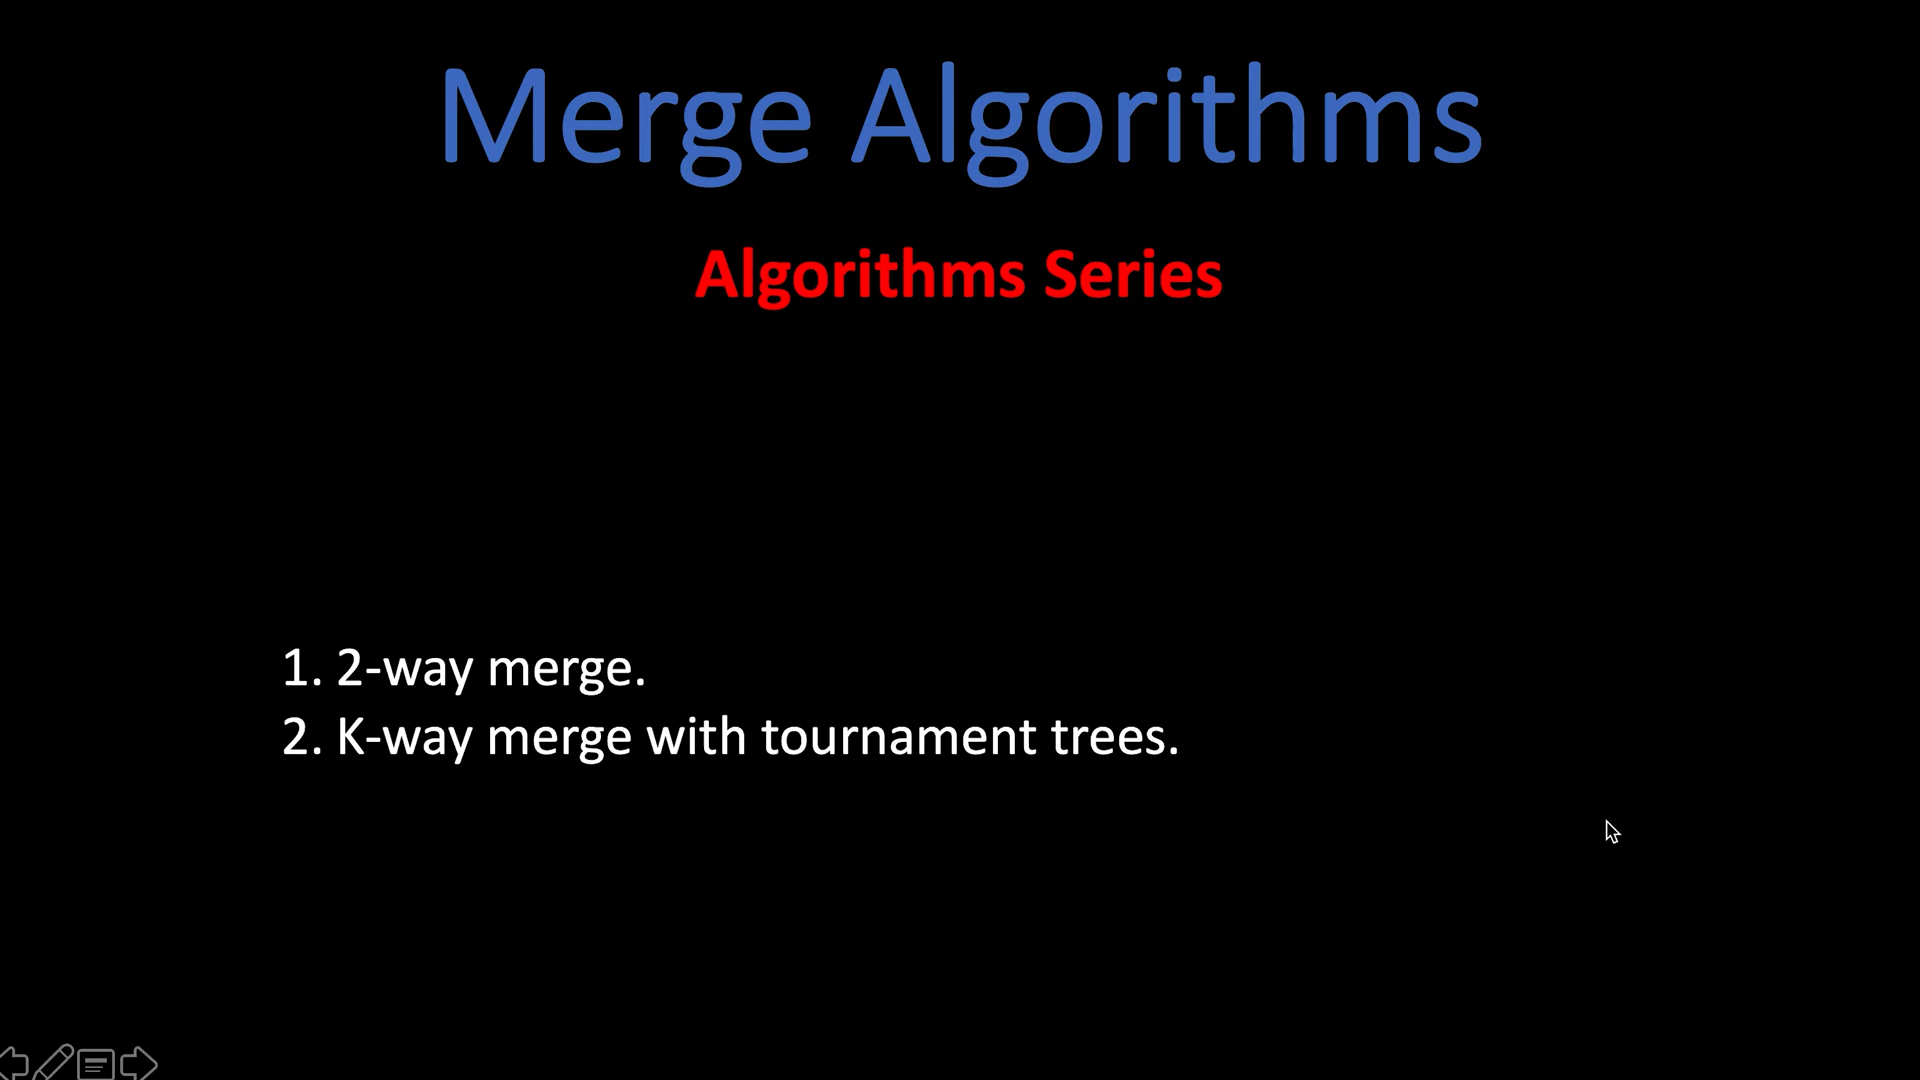 Merge Algorithms
Algorithms Series
1. 2-way merge.
2. K-way merge with tournament trees.